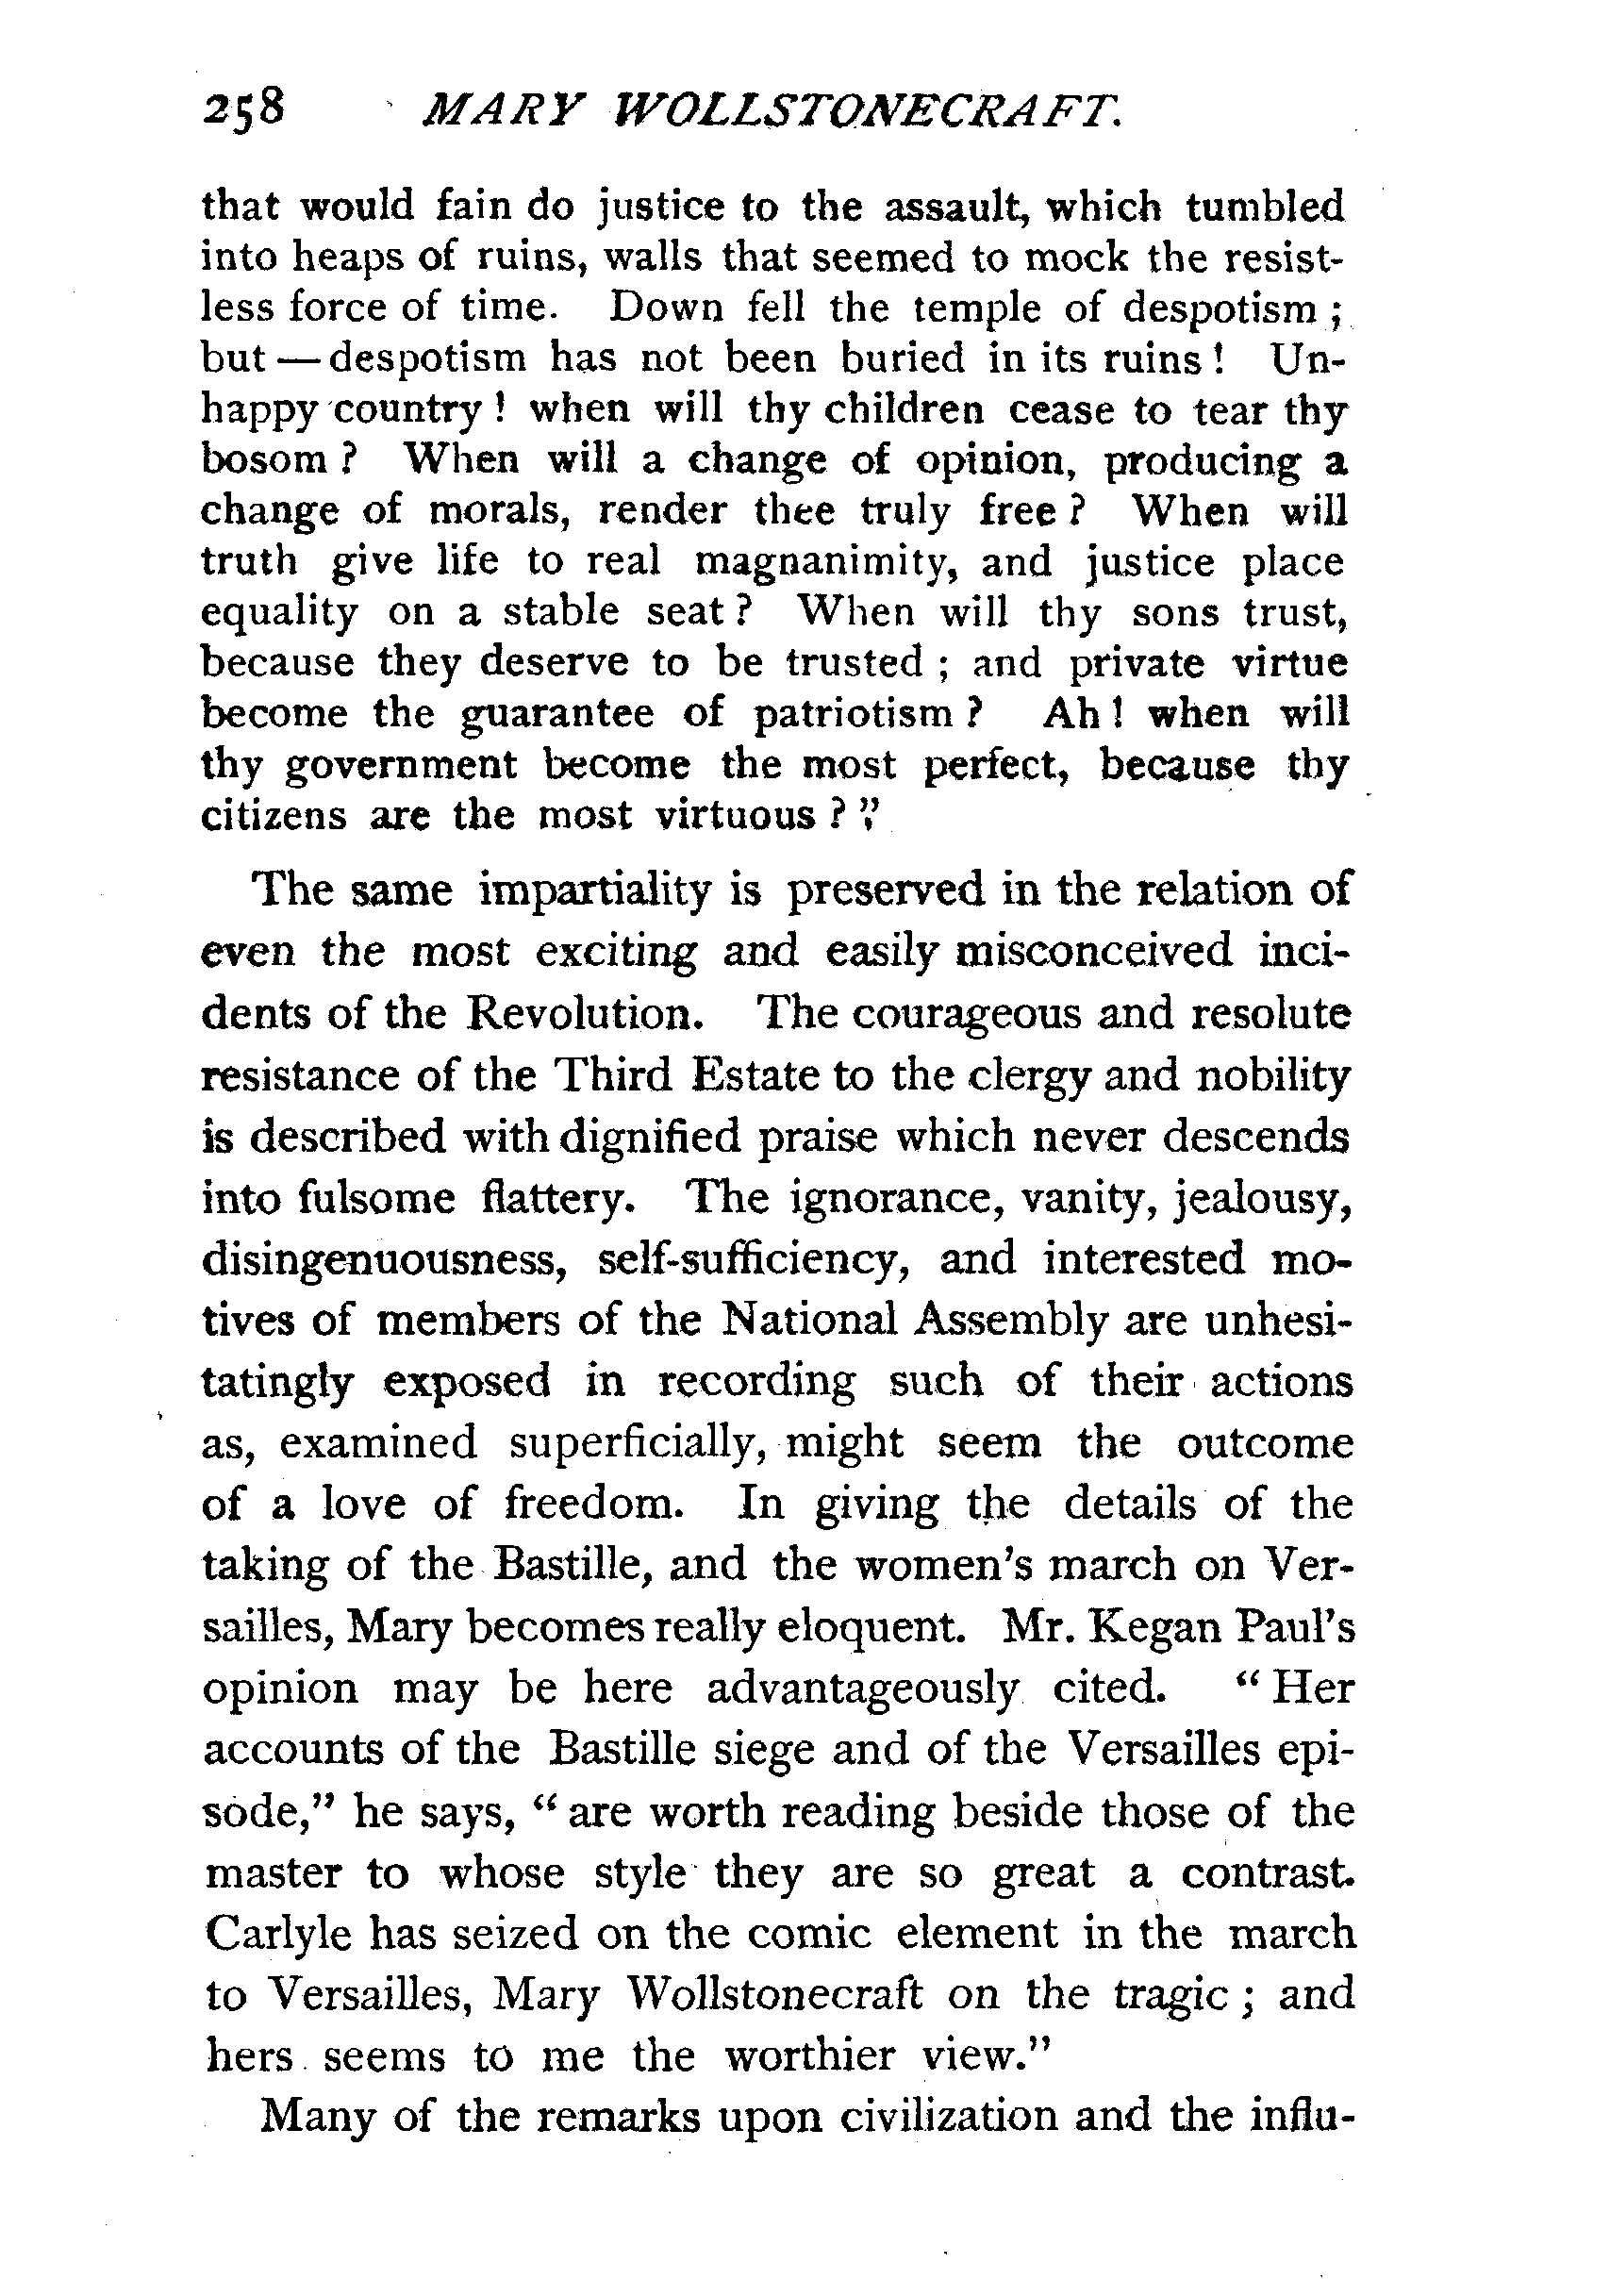 258 MARY WOLLSTONECRAFT.
that would fain do justice to the assault, which tumbled
into heaps of ruins, walls that seemed to mock the resist-
less force of time. Down fell the temple of despotism ;
but — despotism has not been buried in its ruins ! Un-
happy country ! when will thy children cease to tear thy
bosom ? When will a change of opinion, producing a
change of morals, render thee truly free ? When will
truth give life to real magnanimity, and justice place
equality on a stable seat ? When will thy sons trust,
because they deserve to be trusted ; and private virtue
become the guarantee of patriotism ? Ah ! when will
thy government become the most perfect, because thy
citizens are the most virtuous ? "
The same impartiality is preserved in the relation of
even the most exciting and easily misconceived inci-
dents of the Revolution. The courageous and resolute
resistance of the Third Estate to the clergy and nobility
is described with dignified praise which never descends
into fulsome flattery. The ignorance, vanity, jealousy,
disingenuousness, self-sufficiency, and interested mo-
tives of members of the National Assembly are unhesi-
tatingly exposed in recording such of their actions
as, examined superficially, might seem the outcome
of a love of freedom. In giving the details of the
taking of the Bastille, and the women's march on Ver-
sailles, Mary becomes really eloquent. Mr. Kegan Paul's
opinion may be here advantageously cited. " Her
accounts of the Bastille siege and of the Versailles epi-
sode," he says, " are worth reading beside those of the
master to whose style they are so great a contrast.
Carlyle has seized on the comic element in the march
to Versailles, Mary Wollstonecraft on the tragic ; and
hers seems to me the worthier view."
Many of the remarks upon civilization and the influ-